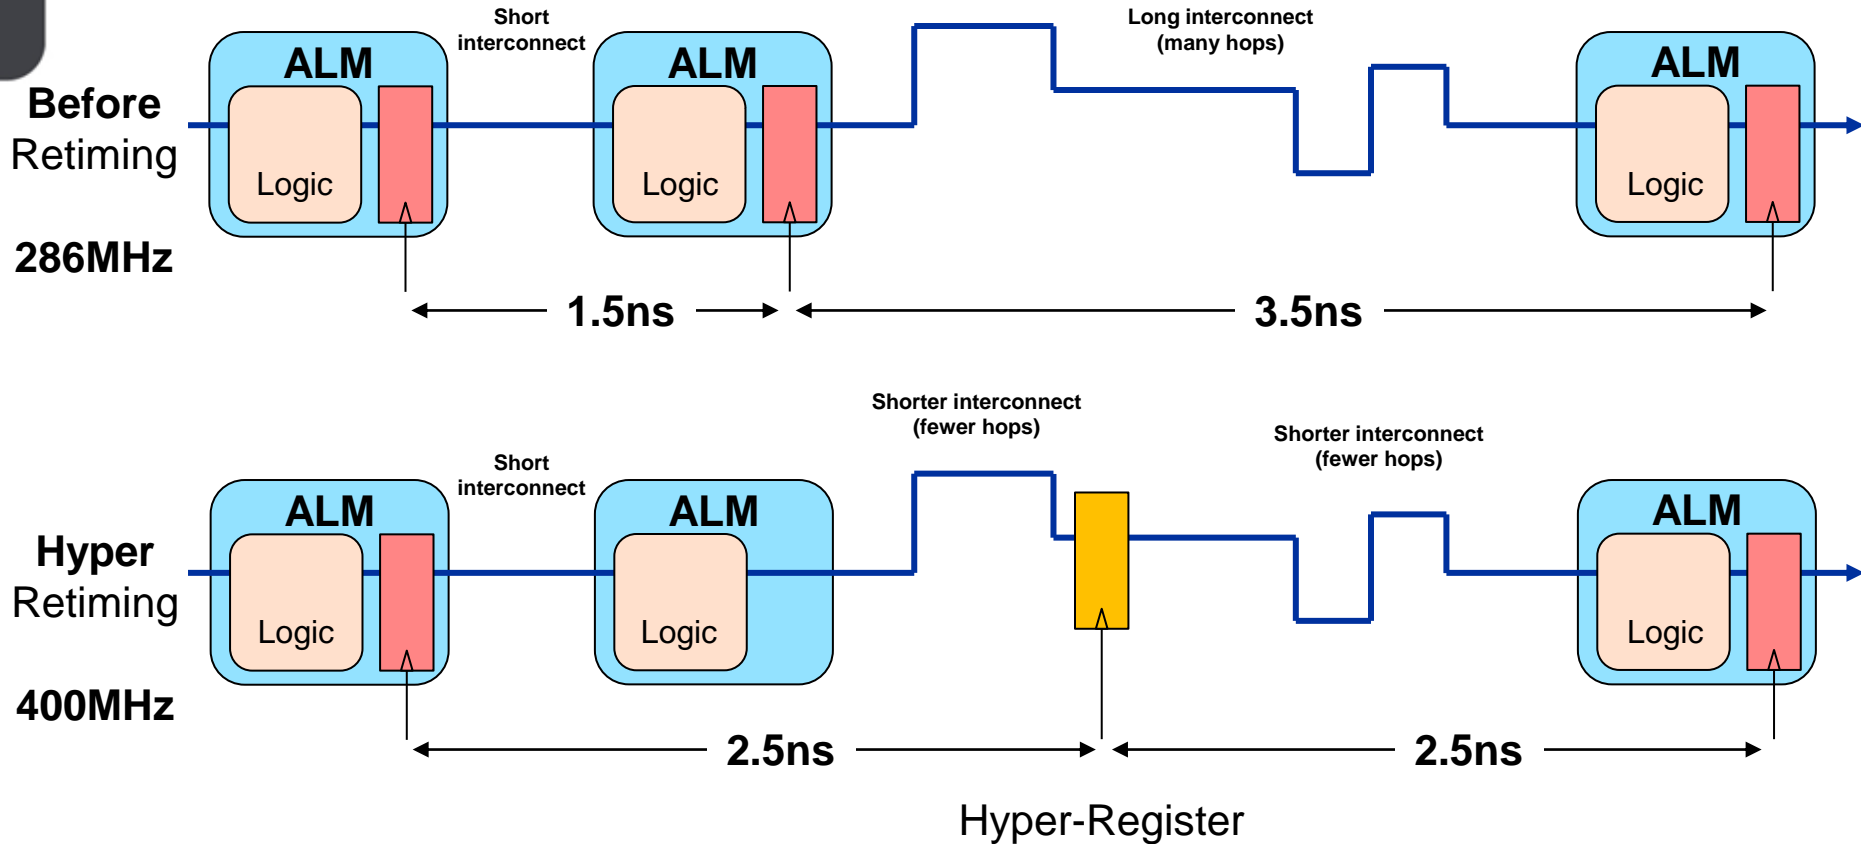 Short
interconnect
Long interconnect
(many hops)
ALM
ALM
ALM
Before
Retiming
Logic
Logic
Logic
286MHz
1.5ns
3.5ns
Shorter interconnect
(fewer hops)
Shorter interconnect
(fewer hops)
Short
interconnect
ALM
ALM
ALM
Hyper
Retiming
Logic
Logic
Logic
400MHz
2.5ns
2.5ns
Hyper-Register